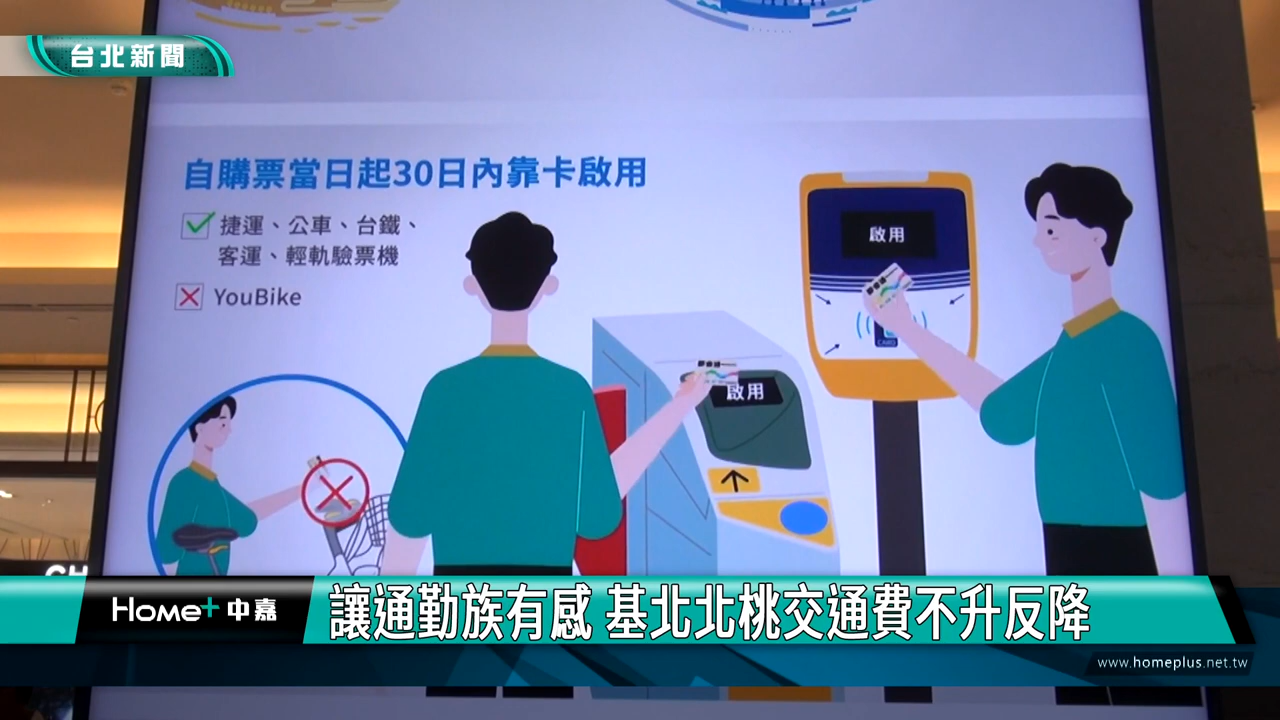 台北新聞
自購票當日起30日內靠卡啟用
捷運、公車、台鐵、
客運、輕軌驗票機
YouBike
啟用
啟用
CARD
CH
Home+ 中嘉
讓通勤族有感 基北北桃交通費不升反降
www.homeplus.net.tw